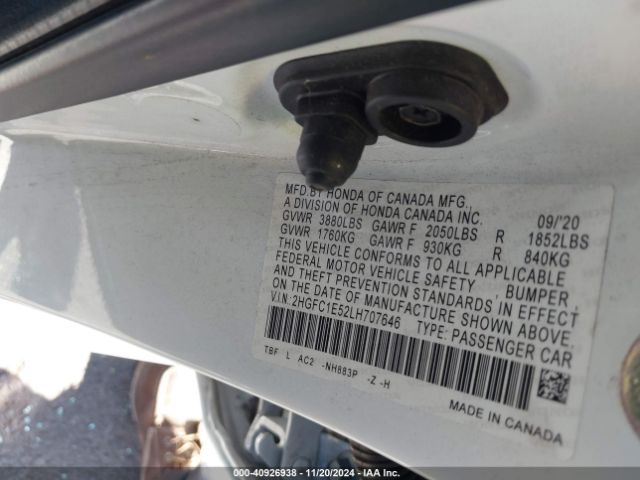 MFD.BY HONDA OF CANADA MFG., 09/'20
A DIVISION OF HONDA CANADA INC.
GVWR 3880LBS GAWR F 2050LBS R 1852LBS
GVWR 1760KG GAWR F 930KG R 840KG
THIS VEHICLE CONFORMS TO ALL APPLICABLE
FEDERAL MOTOR VEHICLE SAFETY , BUMPER ,
AND THEFT PREVENTION STANDARDS IN EFFECT
ON THE DATE OF MANUFACTURE SHOWN ABOVE.
V.I.N: 2HGFC1E52LH707646 TYPE: PASSENGER CAR
TBF L AC2 -NH883P -Z -H
MADE IN CANADA
000-40926938 - 11/20/2024 - IAA Inc.